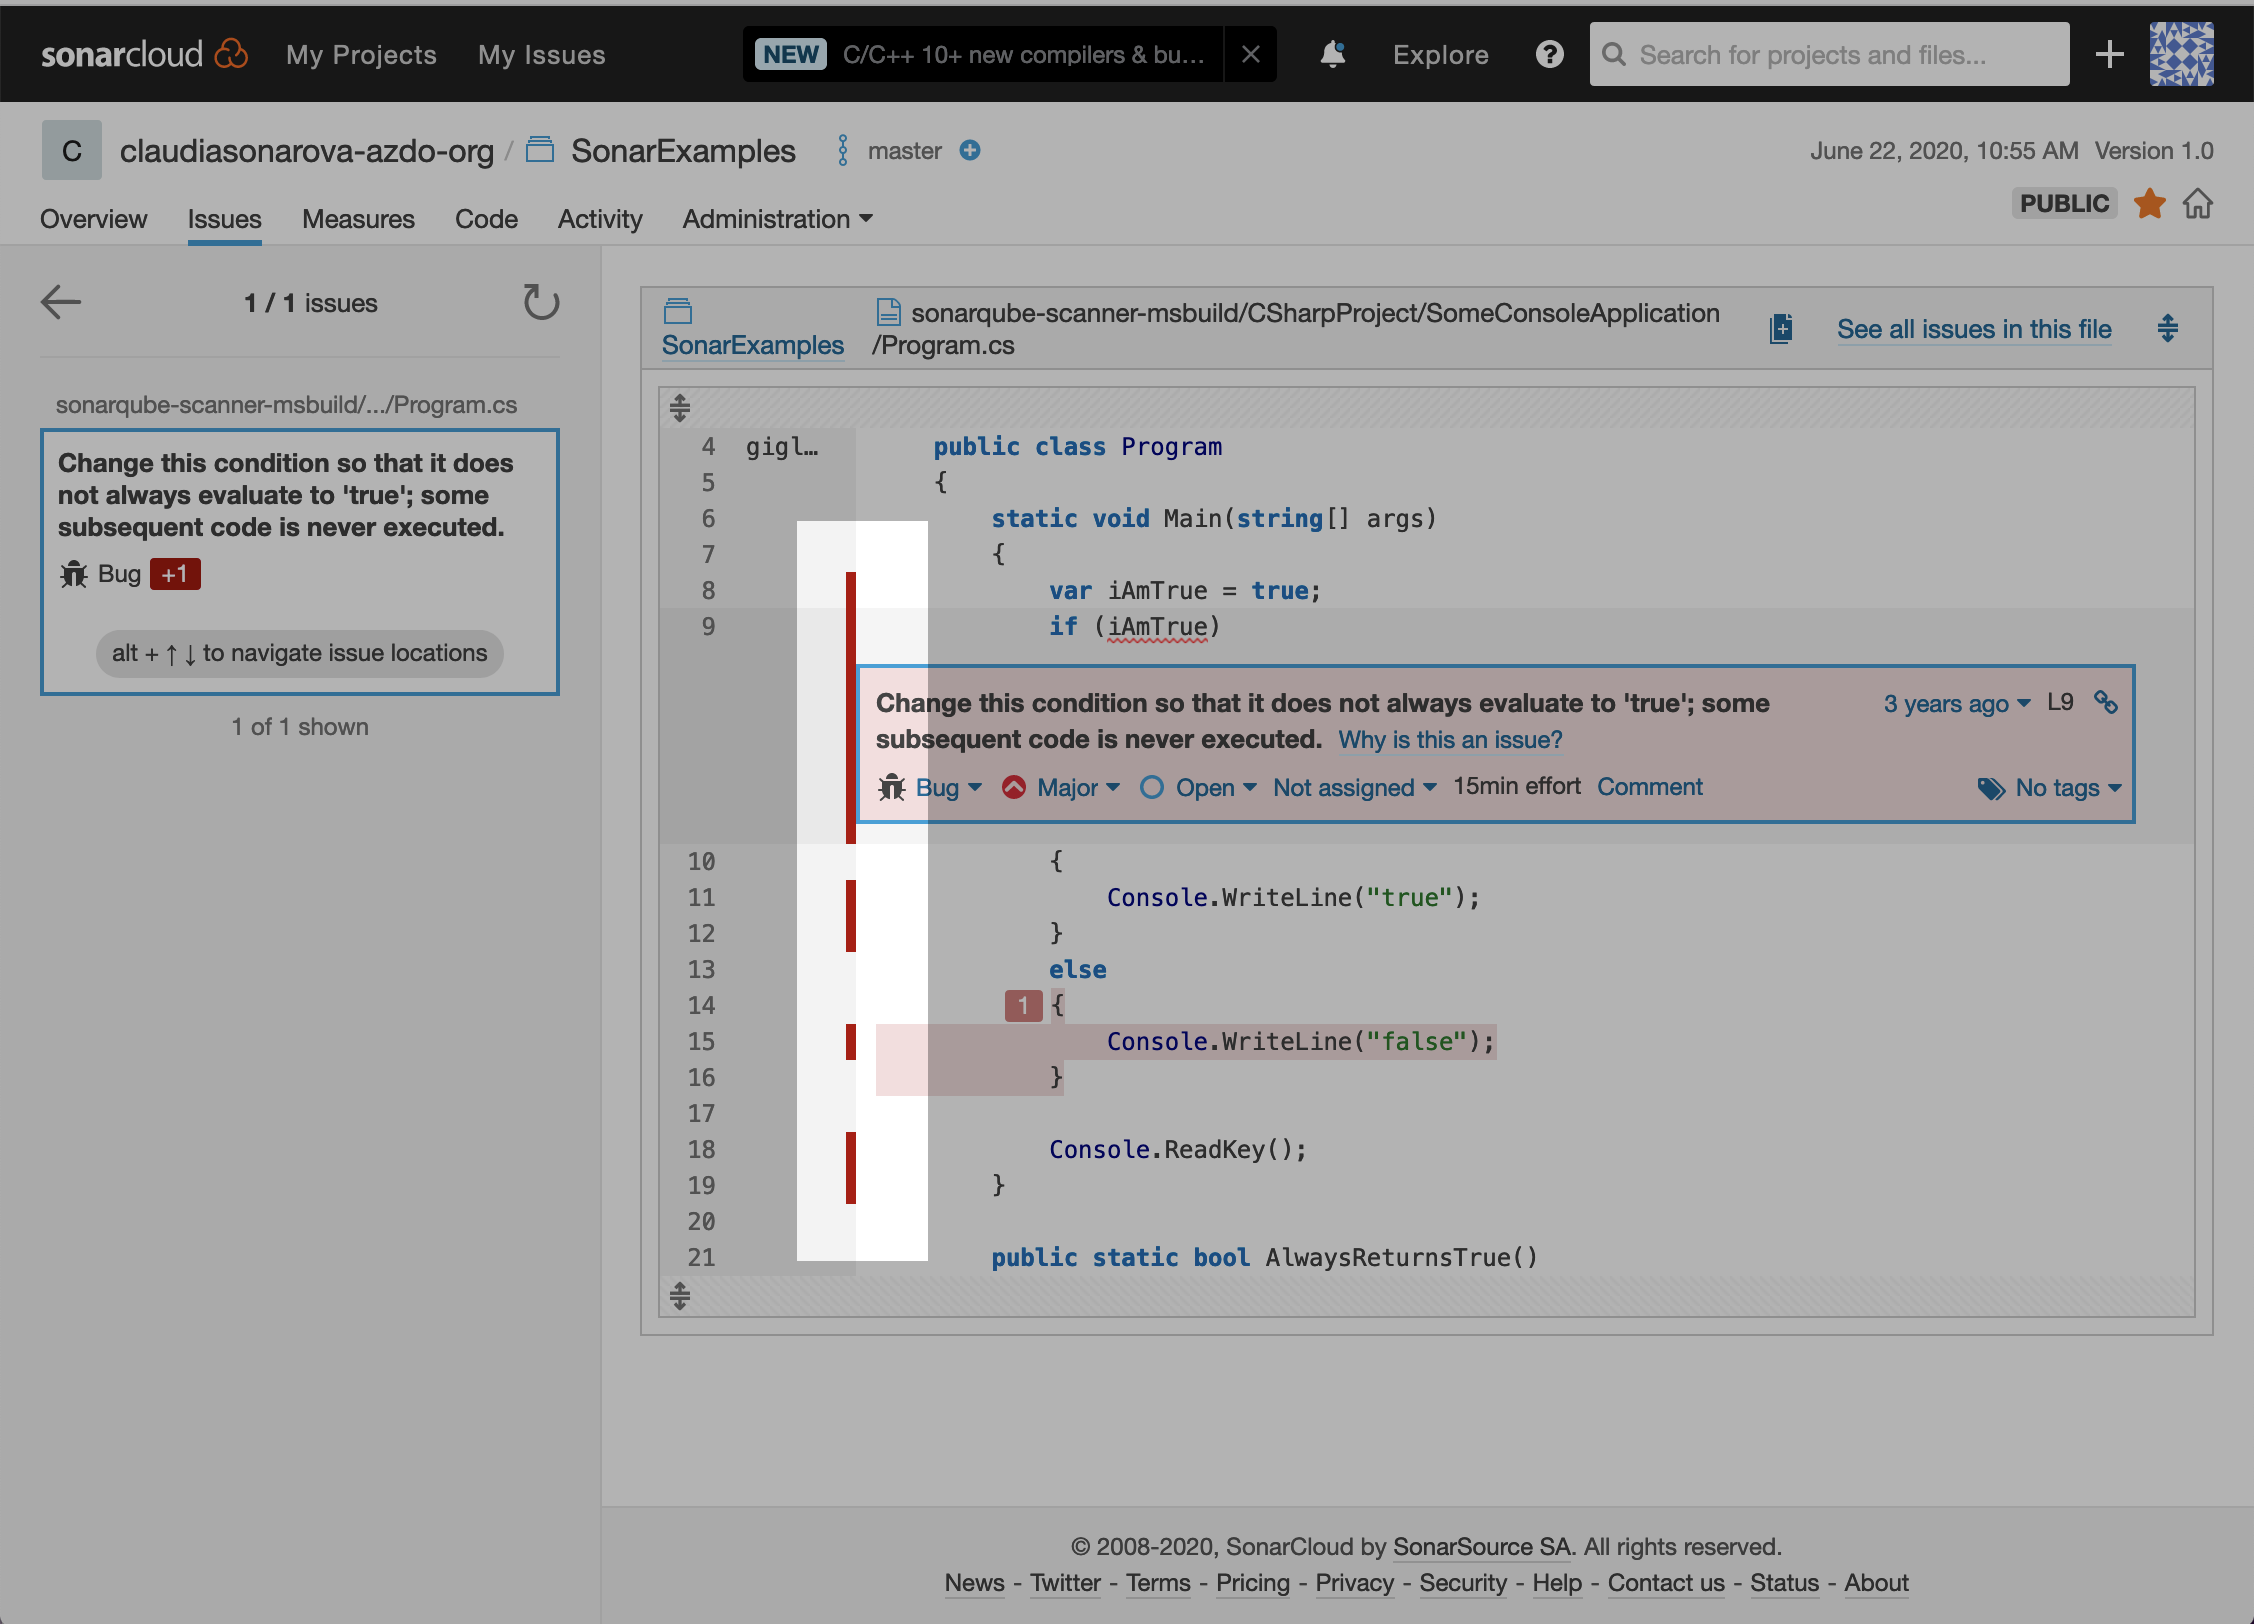 sonarcloud My Projects My Issues NEW C/C++ 10+ new compilers & bu... Explore ? Search for projects and files...
C claudiasonarova-azdo-org / SonarExamples master June 22, 2020, 10:55 AM Version 1.0
Overview Issues Measures Code Activity Administration PUBLIC
1 / 1 issues
sonarqube-scanner-msbuild/.../Program.cs
Change this condition so that it does
not always evaluate to 'true'; some
subsequent code is never executed.
Bug +1
alt + ↑ ↓ to navigate issue locations
1 of 1 shown
SonarExamples
sonarqube-scanner-msbuild/CSharpProject/SomeConsoleApplication
/Program.cs
See all issues in this file
4 gigl… public class Program
5 {
6 static void Main(string[] args)
7 {
8 var iAmTrue = true;
9 if (iAmTrue)
Change this condition so that it does not always evaluate to 'true'; some
subsequent code is never executed. Why is this an issue?
3 years ago L9
Bug Major Open Not assigned 15min effort Comment No tags
10 {
11 Console.WriteLine("true");
12 }
13 else
14 1 {
15 Console.WriteLine("false");
16 }
17
18 Console.ReadKey();
19 }
20
21 public static bool AlwaysReturnsTrue()
© 2008-2020, SonarCloud by SonarSource SA. All rights reserved.
News - Twitter - Terms - Pricing - Privacy - Security - Help - Contact us - Status - About